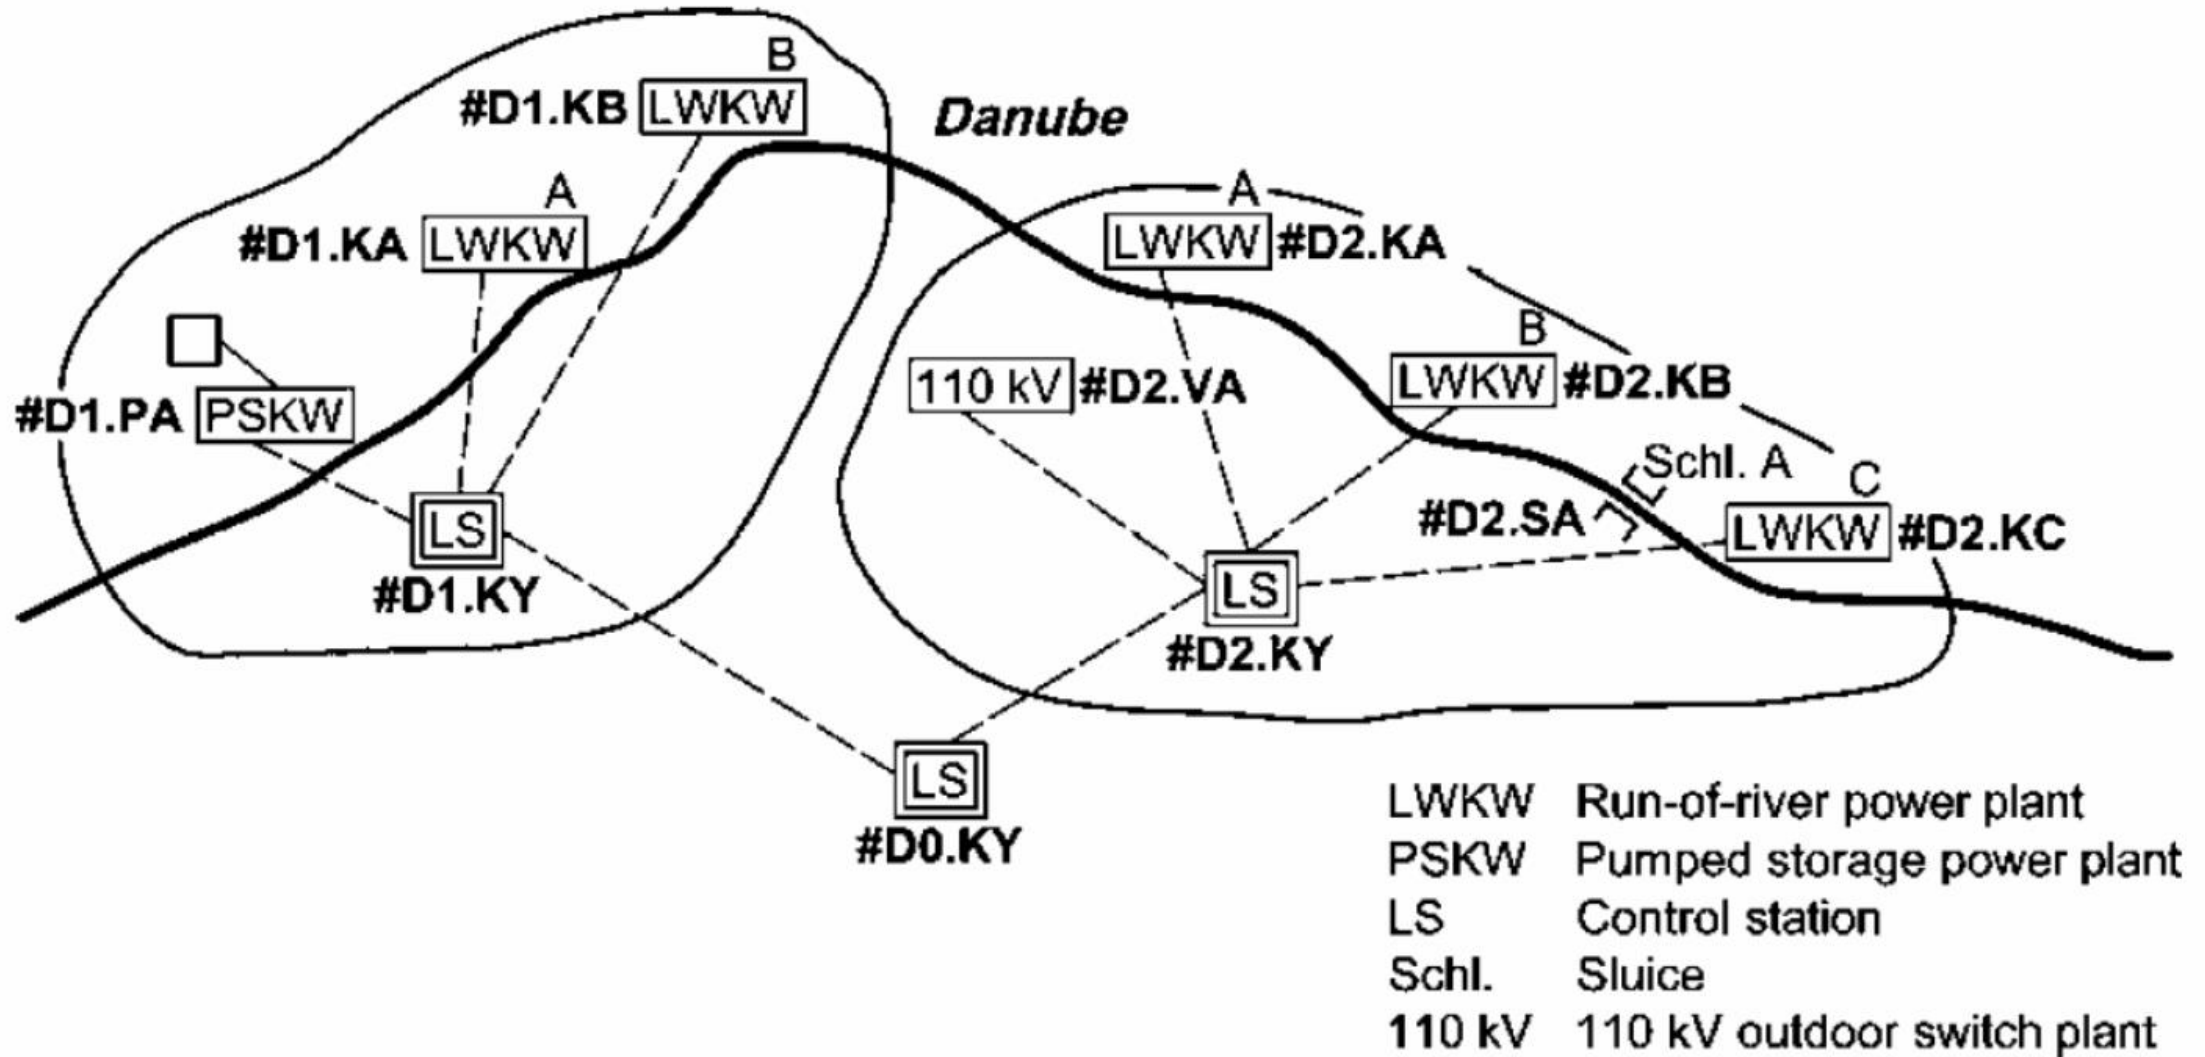 B
#D1.KB LWKW
Danube
A
#D1.KA LWKW
#D1.PA PSKW
LS
#D1.KY
A
LWKW #D2.KA
110 kV #D2.VA
B
LWKW #D2.KB
Schl. A
#D2.SA
C
LWKW #D2.KC
LS
#D2.KY
LS
#D0.KY
LWKW Run-of-river power plant
PSKW Pumped storage power plant
LS Control station
Schl. Sluice
110 kV 110 kV outdoor switch plant